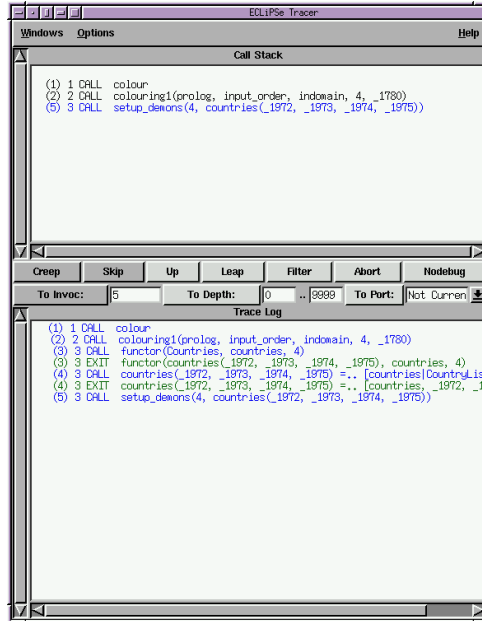 ECLiPSe Tracer
Windows Options Help
Call Stack
(1) 1 CALL colour
(2) 2 CALL colouring1(prolog, input_order, indomain, 4, _1780)
(5) 3 CALL setup_demons(4, countries(_1972, _1973, _1974, _1975))
Creep Skip Up Leap Filter Abort Nodebug
To Invoc: 5 To Depth: 0 .. 9999 To Port: Not Curren
Trace Log
(1) 1 CALL colour
(2) 2 CALL colouring1(prolog, input_order, indomain, 4, _1780)
(3) 3 CALL functor(Countries, countries, 4)
(3) 3 EXIT functor(countries(_1972, _1973, _1974, _1975), countries, 4)
(4) 3 CALL countries(_1972, _1973, _1974, _1975) =.. [countries|CountryLis
(4) 3 EXIT countries(_1972, _1973, _1974, _1975) =.. [countries, _1972, _1
(5) 3 CALL setup_demons(4, countries(_1972, _1973, _1974, _1975))